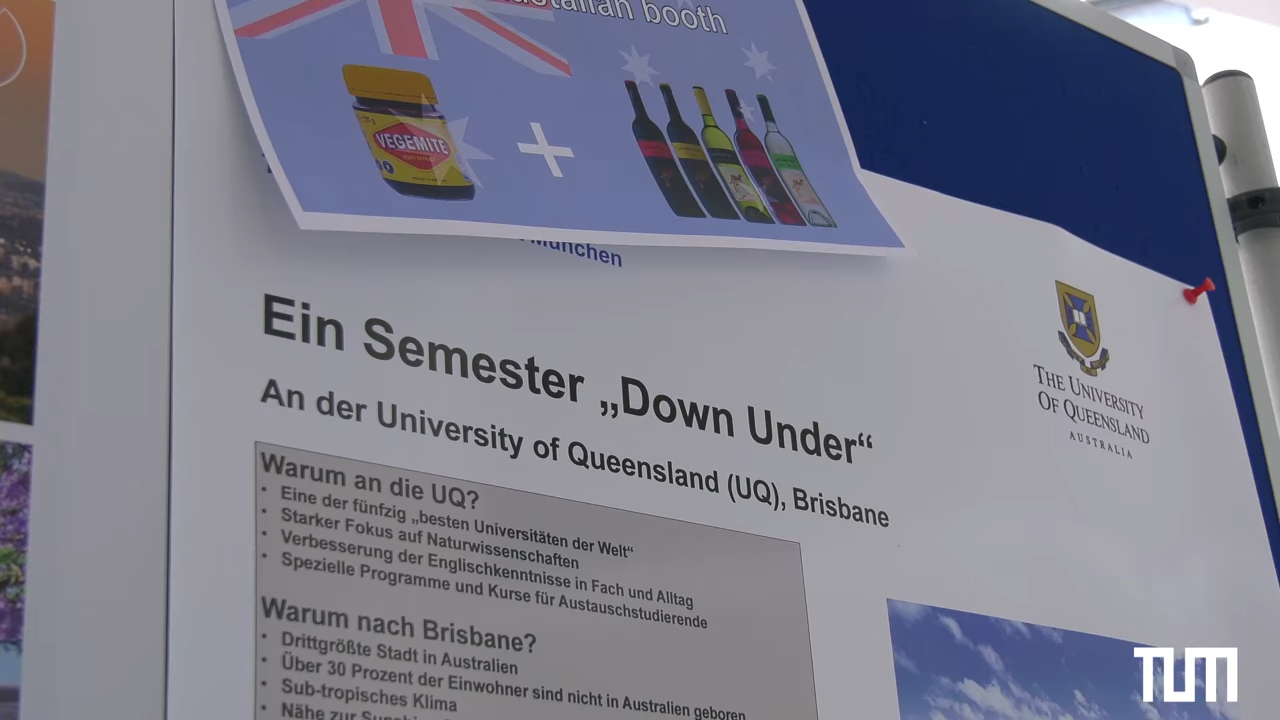 booth
VEGEMITE
München
Ein Semester „Down Under“
An der University of Queensland (UQ), Brisbane
THE UNIVERSITY
OF QUEENSLAND
AUSTRALIA
Warum an die UQ?
• Eine der fünfzig „besten Universitäten der Welt“
• Starker Fokus auf Naturwissenschaften
• Verbesserung der Englischkenntnisse in Fach und Alltag
• Spezielle Programme und Kurse für Austauschstudierende
Warum nach Brisbane?
• Drittgrößte Stadt in Australien
• Über 30 Prozent der Einwohner sind nicht in Australien geboren
• Sub-tropisches Klima
• Nähe zur
TUM